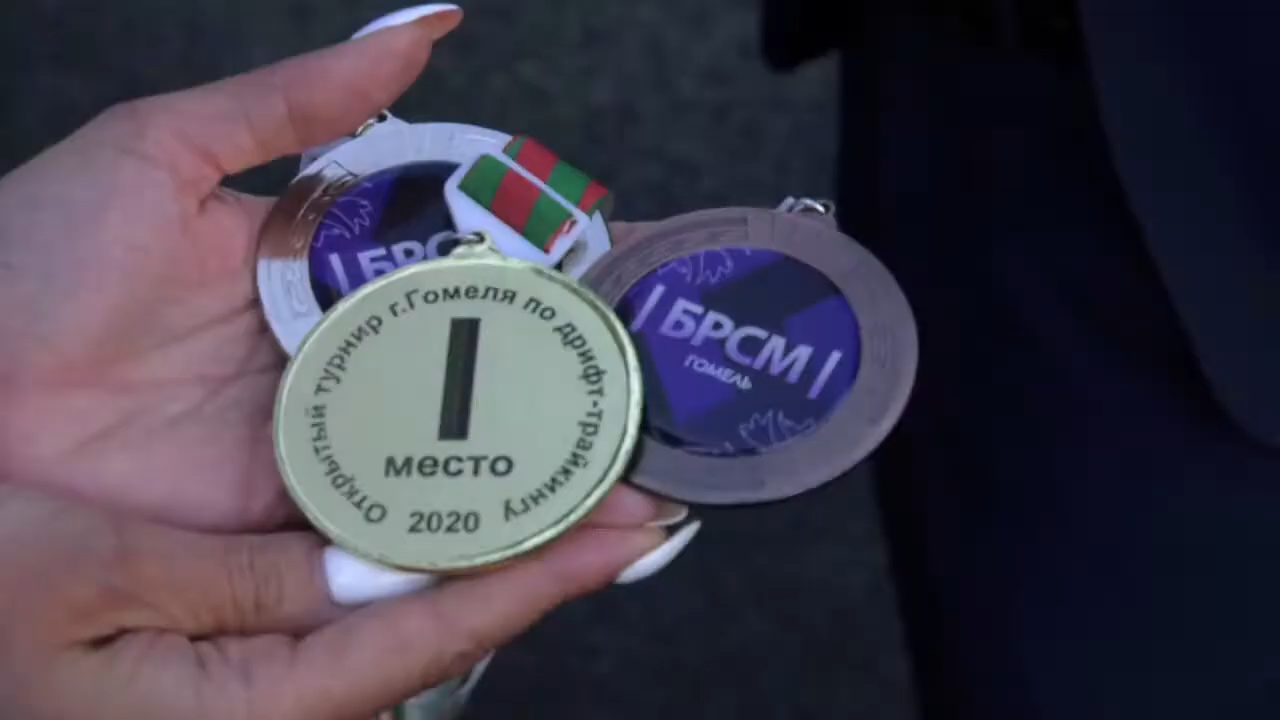 Открытый турнир г.Гомеля по дрифт-трайкингу
I
место
2020
|БРС
|БРСМ|
ГОМЕЛЬ